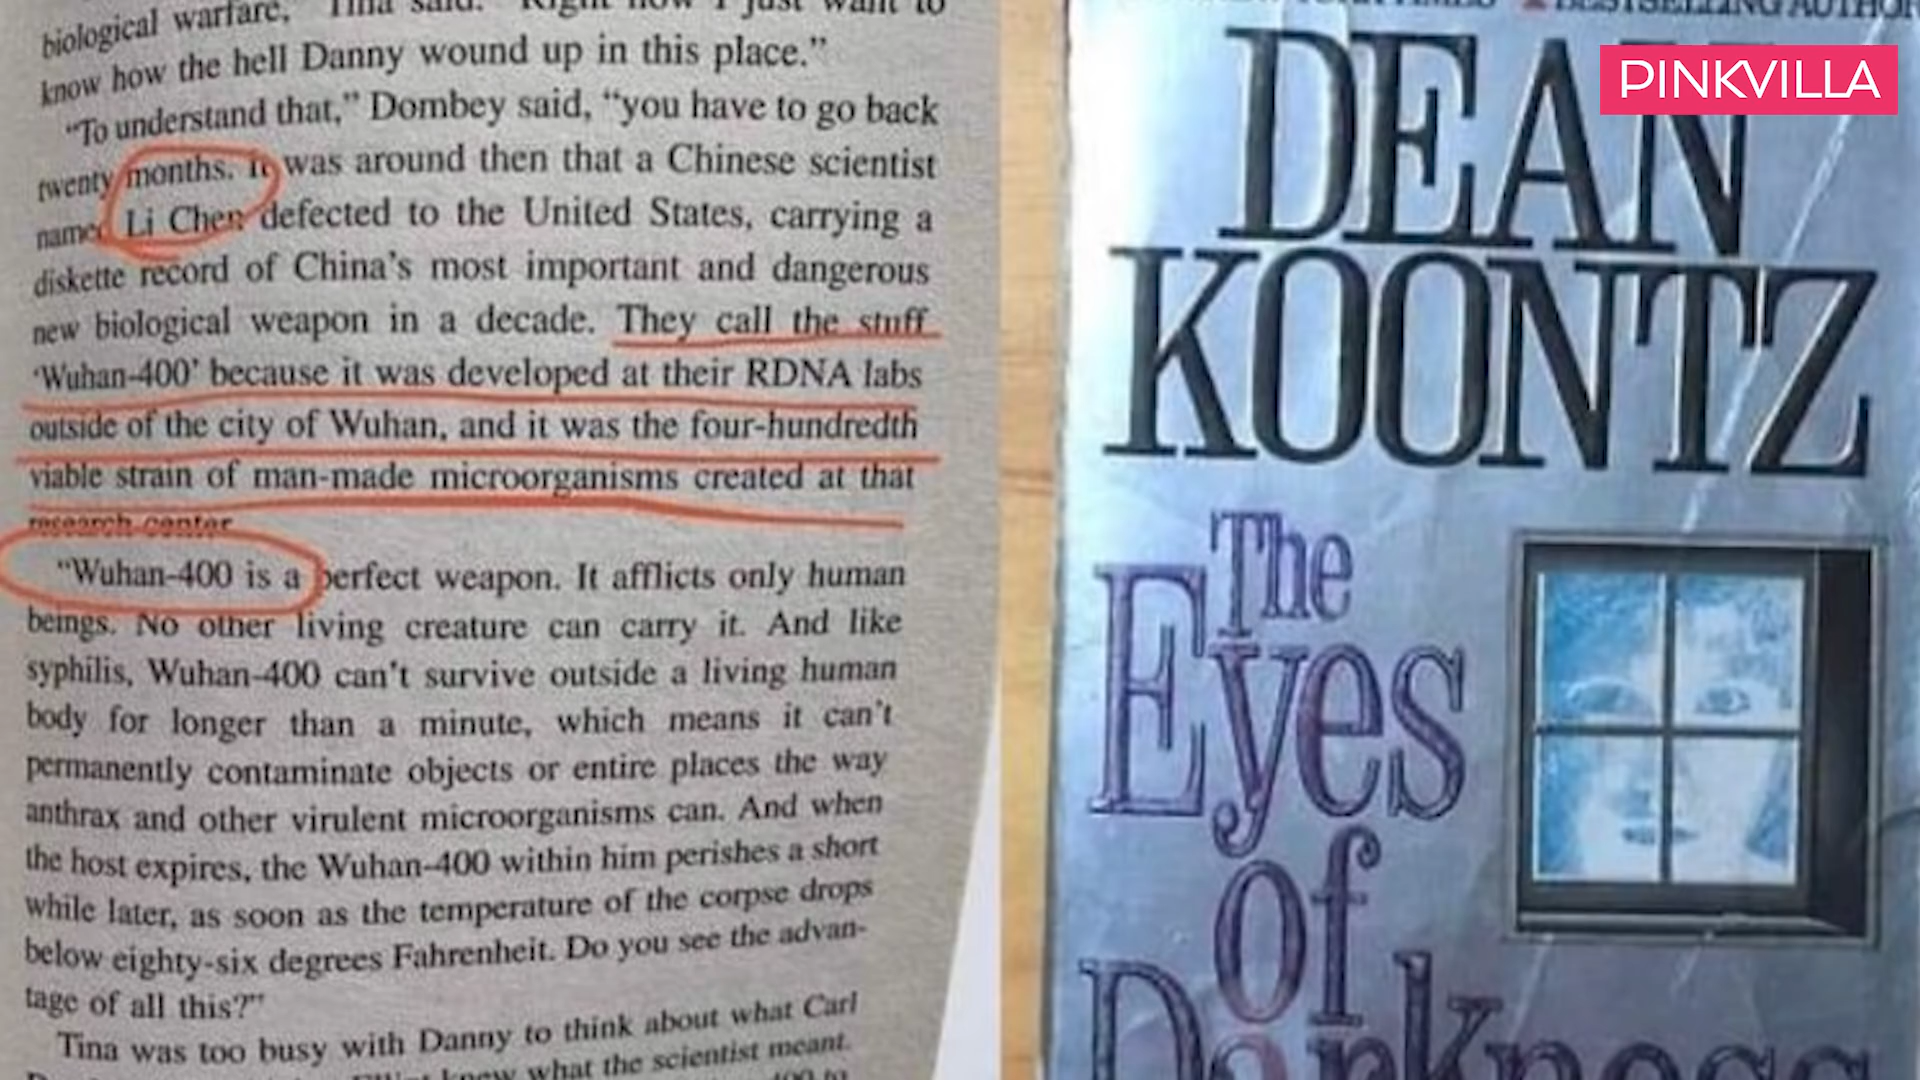 biological warfare," Tina said. "Right now I just want to
know how the hell Danny wound up in this place."
"To understand that," Dombey said, "you have to go back
twenty months. It was around then that a Chinese scientist
named Li Chen defected to the United States, carrying a
diskette record of China's most important and dangerous
new biological weapon in a decade. They call the stuff
'Wuhan-400' because it was developed at their RDNA labs
outside of the city of Wuhan, and it was the four-hundredth
viable strain of man-made microorganisms created at that
research center
"Wuhan-400 is a perfect weapon. It afflicts only human
beings. No other living creature can carry it. And like
syphilis, Wuhan-400 can't survive outside a living human
body for longer than a minute, which means it can't
permanently contaminate objects or entire places the way
anthrax and other virulent microorganisms can. And when
the host expires, the Wuhan-400 within him perishes a short
while later, as soon as the temperature of the corpse drops
below eighty-six degrees Fahrenheit. Do you see the advan-
tage of all this?"
Tina was too busy with Danny to think about what Carl
knew what the scientist meant.
BESTSELLING AUTHOR
DEAN
KOONTZ
The
Eyes
of
Darkness
PINKVILLA